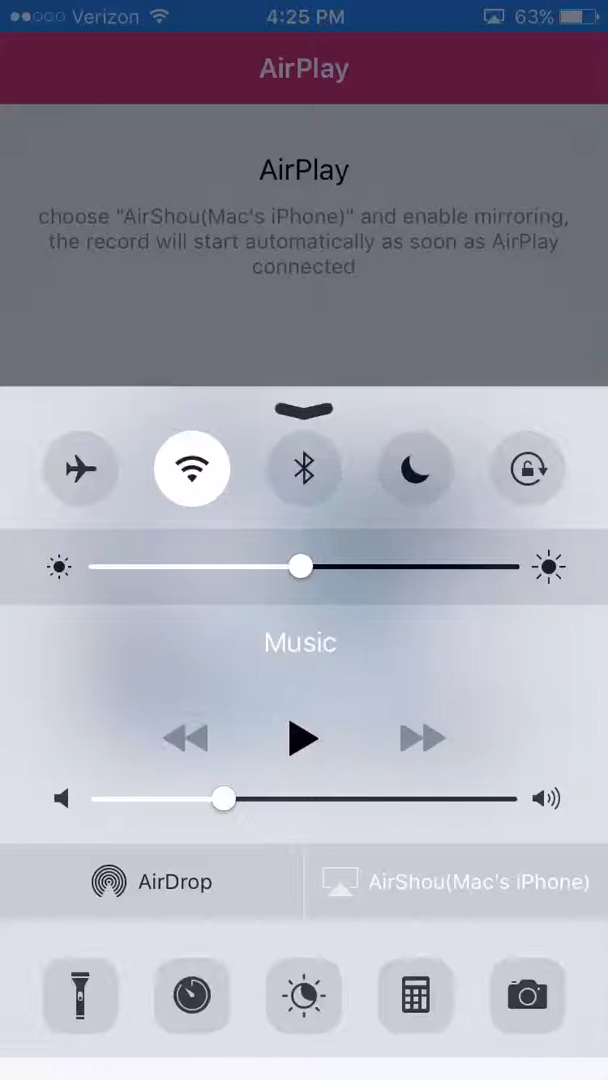 Verizon 4:25 PM 63%
AirPlay
AirPlay
choose "AirShou(Mac's iPhone)" and enable mirroring,
the record will start automatically as soon as AirPlay
connected
Music
AirDrop AirShou(Mac's iPhone)